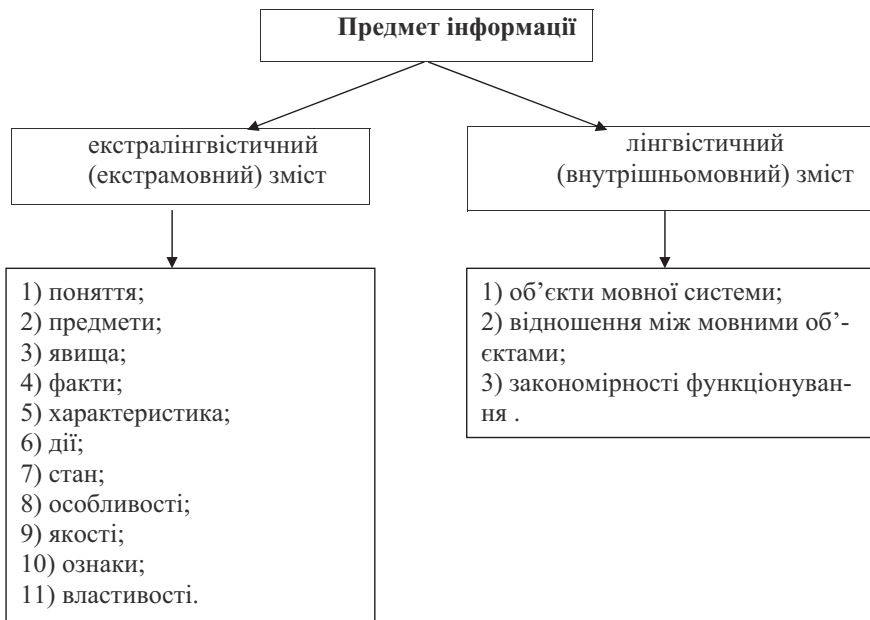 Предмет інформації
екстралінгвістичний
(екстрамовний) зміст
лінгвістичний
(внутрішньомовний) зміст
1) поняття;
2) предмети;
3) явища;
4) факти;
5) характеристика;
6) дії;
7) стан;
8) особливості;
9) якості;
10) ознаки;
11) властивості.
1) об’єкти мовної системи;
2) відношення між мовними об’-
єктами;
3) закономірності функціонуван-
ня .